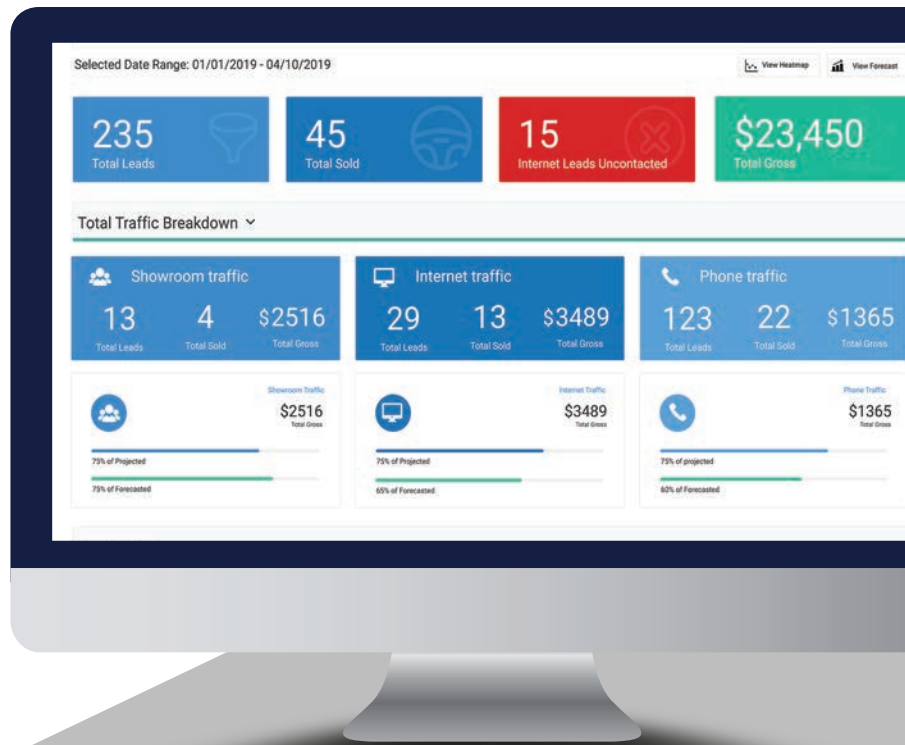 Selected Date Range: 01/01/2019 - 04/10/2019
View Heatmap
View Forecast
235
Total Leads
45
Total Sold
15
Internet Leads Uncontacted
$23,450
Total Gross
Total Traffic Breakdown
Showroom traffic
13
4
$2516
Total Leads
Total Sold
Total Gross
Internet traffic
29
13
$3489
Total Leads
Total Sold
Total Gross
Phone traffic
123
22
$1365
Total Leads
Total Sold
Total Gross
Showroom Traffic
$2516
Total Gross
75% of Projected
75% of Forecasted
Internet Traffic
$3489
Total Gross
75% of Projected
65% of Forecasted
Phone Traffic
$1365
Total Gross
75% of projected
60% of Forecasted